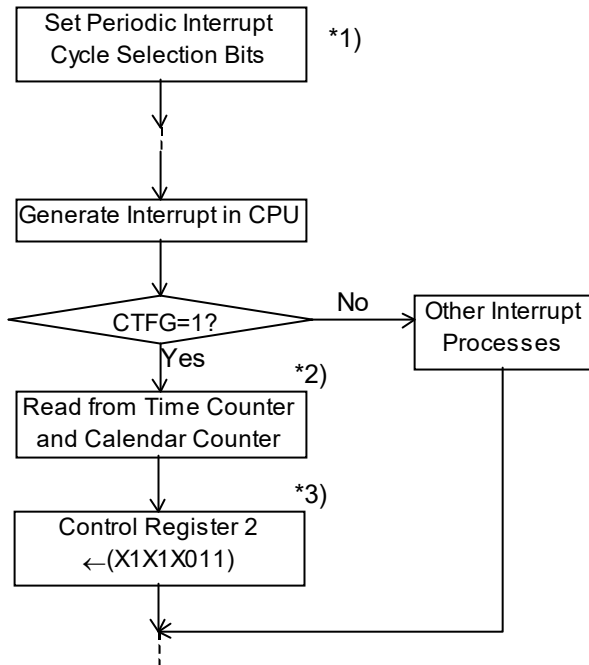 Set Periodic Interrupt
Cycle Selection Bits
*1)
Generate Interrupt in CPU
CTFG=1?
No
Other Interrupt
Processes
Yes
*2)
Read from Time Counter
and Calendar Counter
*3)
Control Register 2
←(X1X1X011)